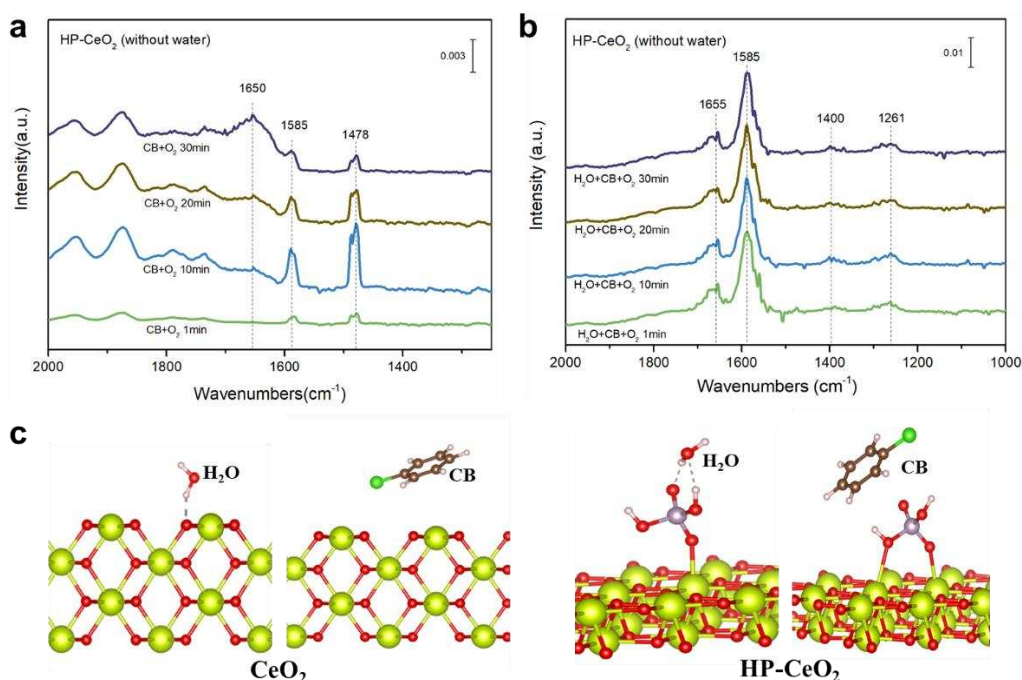 a
HP-CeO₂ (without water)
0.003
1650
1585
1478
CB+O₂ 30min
CB+O₂ 20min
CB+O₂ 10min
CB+O₂ 1min
Intensity(a.u.)
2000 1800 1600 1400
Wavenumbers(cm⁻¹)
b
HP-CeO₂ (without water)
0.01
1585
1655
1400
1261
H₂O+CB+O₂ 30min
H₂O+CB+O₂ 20min
H₂O+CB+O₂ 10min
H₂O+CB+O₂ 1min
Intensity (a.u.)
2000 1800 1600 1400 1200 1000
Wavenumbers (cm⁻¹)
c
H₂O
CB
CeO₂
H₂O
CB
HP-CeO₂